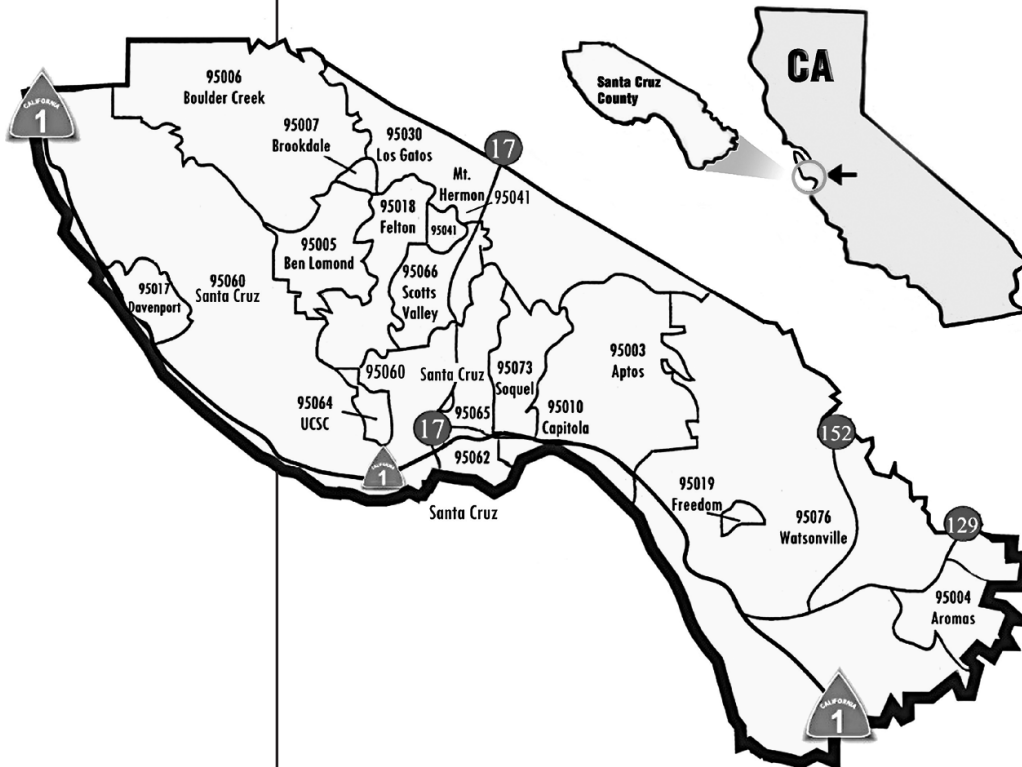 CA
Santa Cruz
County
95006
Boulder Creek
CALIFORNIA
1
95007
Brookdale
95030
Los Gatos
17
Mt.
Hermon
95041
95018
Felton
95041
95005
Ben Lomond
95066
Scotts
Valley
95017
Davenport
95060
Santa Cruz
95060
Santa Cruz
95073
Soquel
95003
Aptos
95064
UCSC
17
95065
95010
Capitola
152
95062
CALIFORNIA
1
Santa Cruz
95019
Freedom
95076
Watsonville
129
95004
Aromas
CALIFORNIA
1